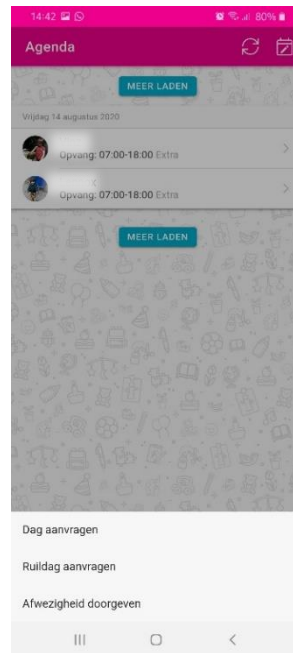 14:42
80%
Agenda
MEER LADEN
Vrijdag 14 augustus 2020
Opvang: 07:00-18:00 Extra
Opvang: 07:00-18:00 Extra
MEER LADEN
Dag aanvragen
Ruildag aanvragen
Afwezigheid doorgeven